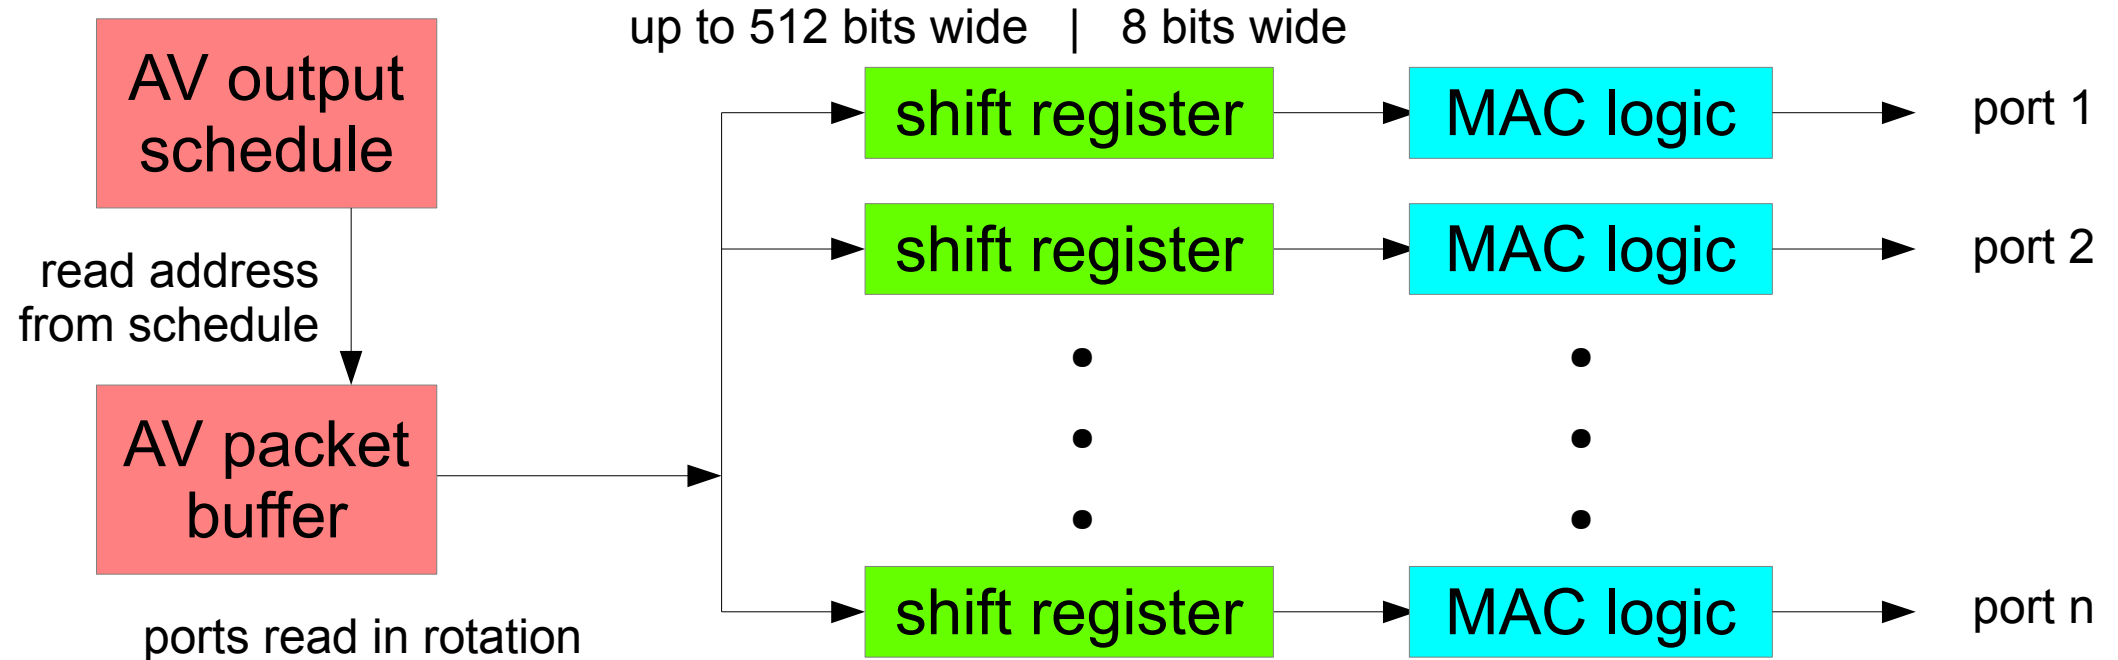 up to 512 bits wide | 8 bits wide
AV output
schedule
shift register
MAC logic
port 1
shift register
MAC logic
port 2
read address
from schedule
AV packet
buffer
shift register
MAC logic
port n
ports read in rotation